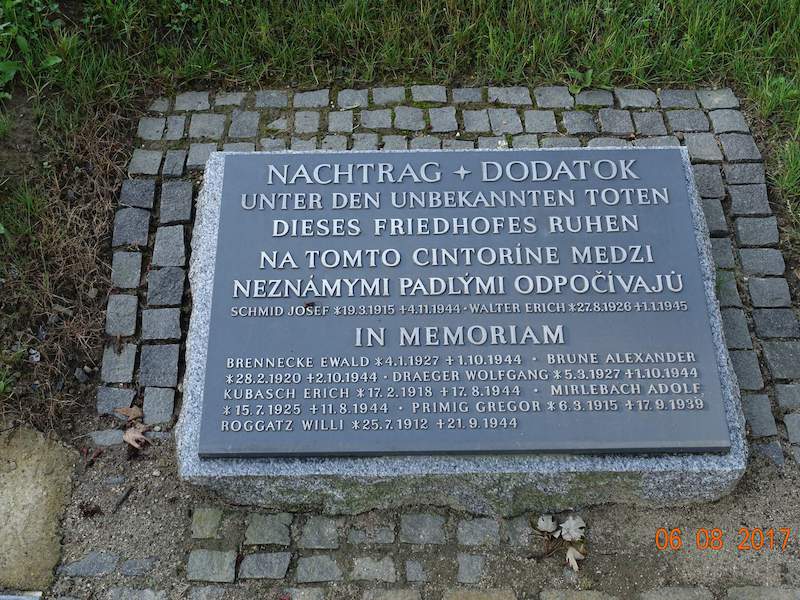 NACHTRAG + DODATOK
UNTER DEN UNBEKANNTEN TOTEN
DIESES FRIEDHOFES RUHEN
NA TOMTO CINTORÍNE MEDZI
NEZNÁMYMI PADLÝMI ODPOČÍVAJÚ
SCHMID JOSEF *19.3.1915 +4.11.1944 - WALTER ERICH *27.8.1926 +1.1.1945
IN MEMORIAM
BRENNECKE EWALD *4.1.1927 +1.10.1944 · BRUNE ALEXANDER
*28.2.1920 +2.10.1944 · DRAEGER WOLFGANG *5.3.1927 +1.10.1944
KUBASCH ERICH *17.2.1918 +17.8.1944 · MIRLEBACH ADOLF
*15.7.1925 +11.8.1944 · PRIMIG GREGOR *6.3.1915 +17.9.1939
ROGGATZ WILLI *25.7.1912 +21.9.1944
06 08 2017